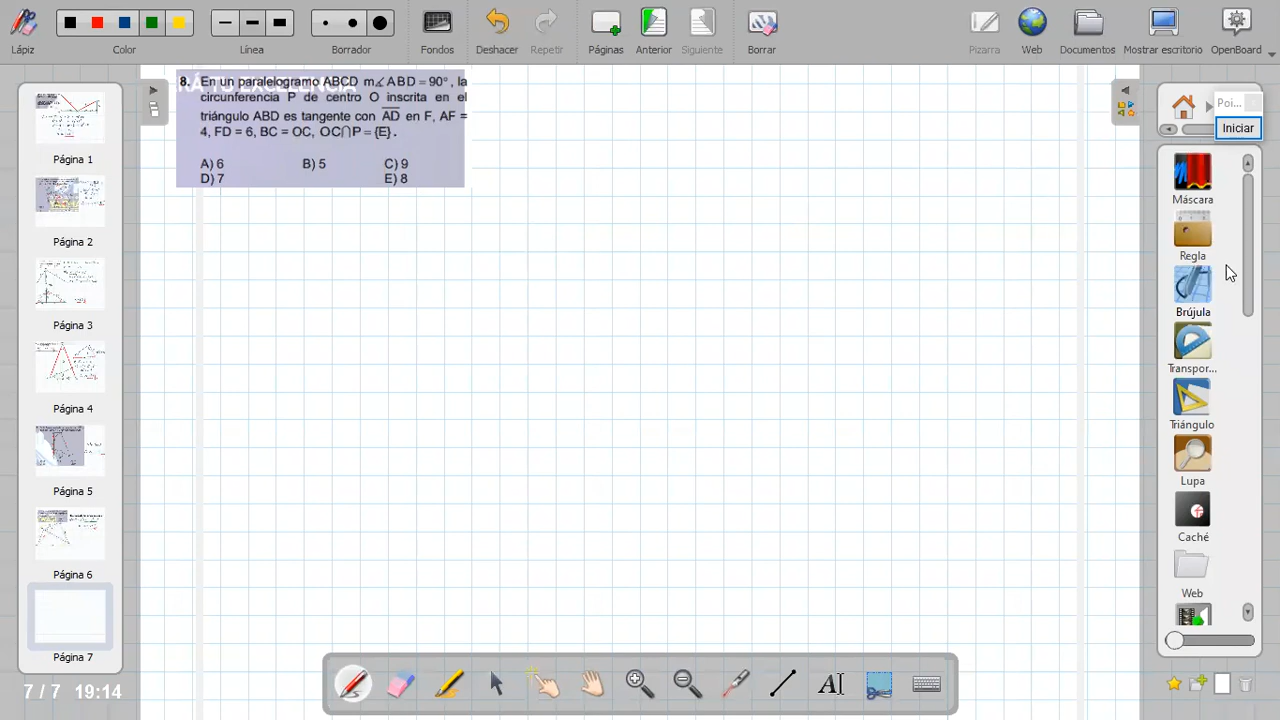 Lápiz
Color
Línea
Borrador
Fondos
Deshacer
Repetir
Páginas
Anterior
Siguiente
Borrar
Pizarra
Web
Documentos
Mostrar escritorio
OpenBoard
8. En un paralelogramo ABCD m∡ABD = 90°, la
circunferencia P de centro O inscrita en el
triángulo ABD es tangente con AD en F, AF =
4, FD = 6, BC = OC, OC∩P = {E}.
A) 6 B) 5 C) 9
D) 7 E) 8
TU EXCELENCIA
Página 1
Página 2
Página 3
Página 4
Página 5
Página 6
Página 7
7 / 7 19:14
Poi...
Iniciar
Máscara
Regla
Brújula
Transpor...
Triángulo
Lupa
Caché
Web